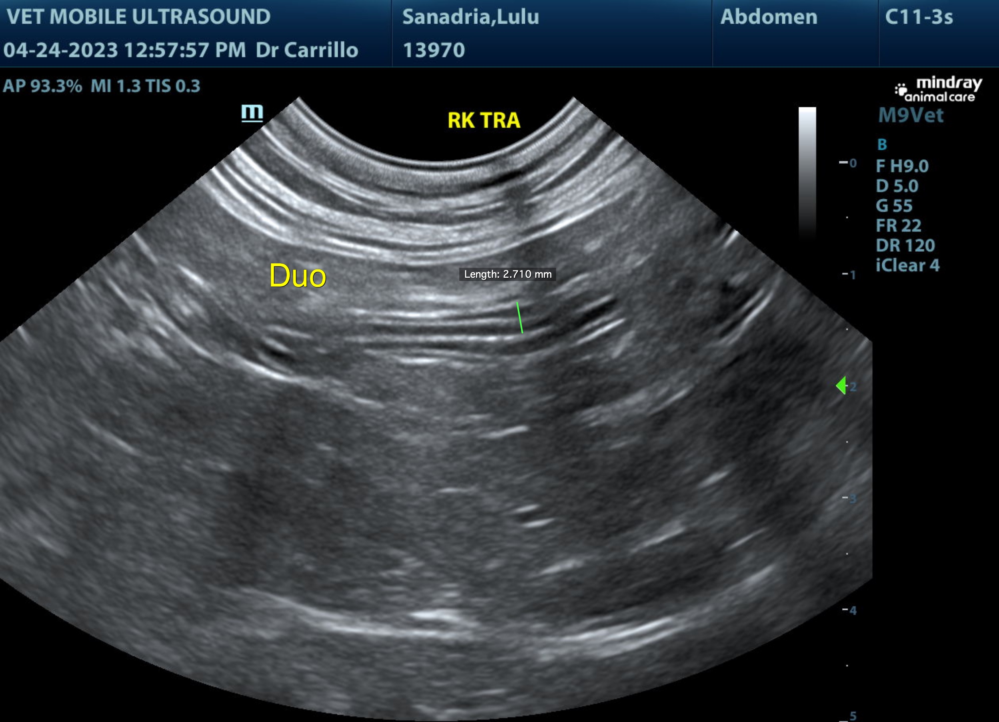 VET MOBILE ULTRASOUND
04-24-2023 12:57:57 PM Dr Carrillo
Sanadria,Lulu
13970
Abdomen
C11-3s
AP 93.3% MI 1.3 TIS 0.3
mindray
animal care
M9Vet
m
RK TRA
B
F H9.0
D 5.0
G 55
FR 22
DR 120
iClear 4
0
Duo
Length: 2.710 mm
1
2
3
4
5